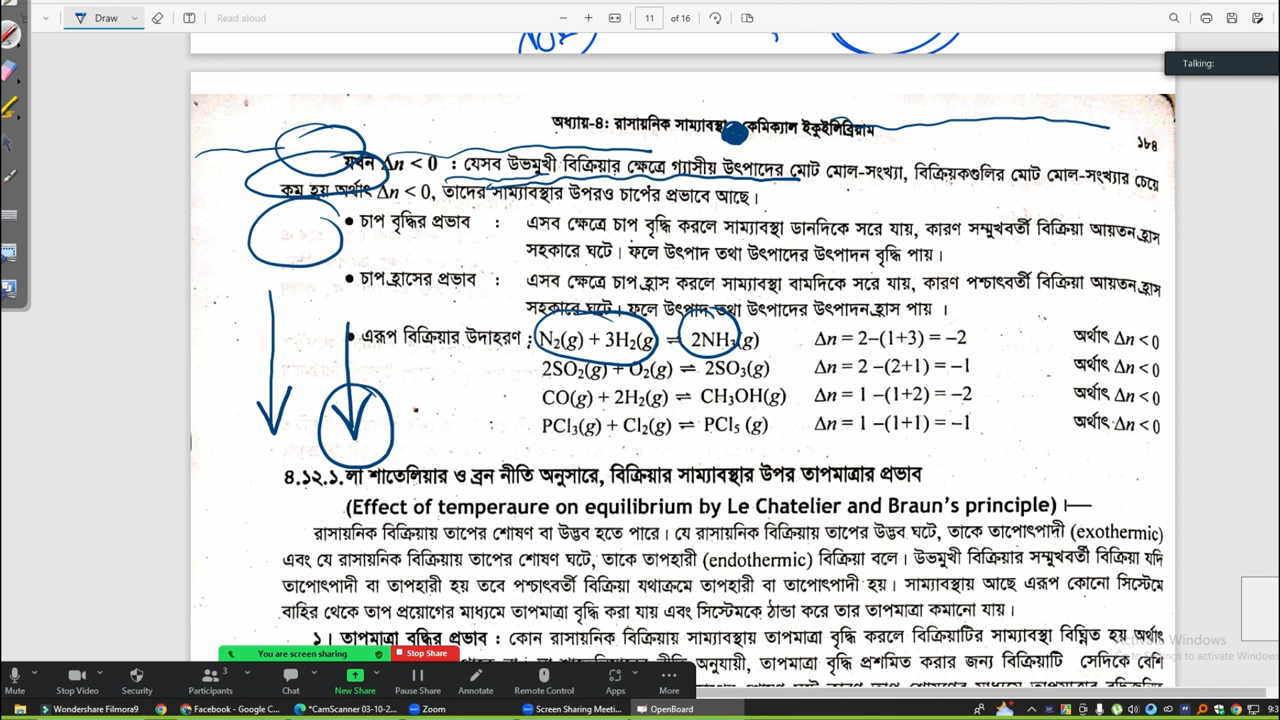 Draw
Read aloud
11 of 16
Talking:
অধ্যায়-৪: রাসায়নিক সাম্যাবস্থা কেমিক্যাল ইকুইলিব্রিয়াম
১৮৪
যখন Δn < 0 : যেসব উভমুখী বিক্রিয়ার ক্ষেত্রে গ্যাসীয় উৎপাদের মোট মোল-সংখ্যা, বিক্রিয়কগুলির মোট মোল-সংখ্যার চেয়ে
কম হয় অর্থাৎ Δn < 0, তাদের সাম্যাবস্থার উপরও চাপের প্রভাব আছে।
• চাপ বৃদ্ধির প্রভাব : এসব ক্ষেত্রে চাপ বৃদ্ধি করলে সাম্যাবস্থা ডানদিকে সরে যায়, কারণ সম্মুখবর্তী বিক্রিয়া আয়তন হ্রাস
সহকারে ঘটে। ফলে উৎপাদ তথা উৎপাদের উৎপাদন বৃদ্ধি পায়।
• চাপ হ্রাসের প্রভাব : এসব ক্ষেত্রে চাপ হ্রাস করলে সাম্যাবস্থা বামদিকে সরে যায়, কারণ পশ্চাৎবর্তী বিক্রিয়া আয়তন হ্রাস
সহকারে ঘটে। ফলে উৎপাদ তথা উৎপাদের উৎপাদন হ্রাস পায় ।
• এরূপ বিক্রিয়ার উদাহরণ : N₂(g) + 3H₂(g ⇌ 2NH₃(g) Δn = 2–(1+3) = –2 অর্থাৎ Δn < 0
2SO₂(g) + O₂(g) ⇌ 2SO₃(g) Δn = 2 –(2+1) = –1 অর্থাৎ Δn < 0
CO(g) + 2H₂(g) ⇌ CH₃OH(g) Δn = 1 –(1+2) = –2 অর্থাৎ Δn < 0
PCl₃(g) + Cl₂(g) ⇌ PCl₅ (g) Δn = 1 –(1+1) = –1 অর্থাৎ Δn < 0
৪.১২.১. লা শাতেলিয়ার ও ব্রন নীতি অনুসারে, বিক্রিয়ার সাম্যাবস্থার উপর তাপমাত্রার প্রভাব
(Effect of temperaure on equilibrium by Le Chatelier and Braun's principle) ।—
রাসায়নিক বিক্রিয়ায় তাপের শোষণ বা উদ্ভব হতে পারে। যে রাসায়নিক বিক্রিয়ায় তাপের উদ্ভব ঘটে, তাকে তাপোৎপাদী (exothermic)
এবং যে রাসায়নিক বিক্রিয়ায় তাপের শোষণ ঘটে, তাকে তাপহারী (endothermic) বিক্রিয়া বলে। উভমুখী বিক্রিয়ার সম্মুখবর্তী বিক্রিয়া যদি
তাপোৎপাদী বা তাপহারী হয় তবে পশ্চাৎবর্তী বিক্রিয়া যথাক্রমে তাপহারী বা তাপোৎপাদী হয়। সাম্যাবস্থায় আছে এরূপ কোনো সিস্টেমে
বাহির থেকে তাপ প্রয়োগের মাধ্যমে তাপমাত্রা বৃদ্ধি করা যায় এবং সিস্টেমকে ঠান্ডা করে তার তাপমাত্রা কমানো যায়।
১। তাপমাত্রা বৃদ্ধির প্রভাব : কোন রাসায়নিক বিক্রিয়ায় সাম্যাবস্থায় তাপমাত্রা বৃদ্ধি করলে বিক্রিয়াটির সাম্যাবস্থা বিঘ্নিত হয় অর্থাৎ
অনুযায়ী, তাপমাত্রা বৃদ্ধি প্রশমিত করার জন্য বিক্রিয়াটি সেদিকে বেশি
Activate Windows
Settings to activate Windows
You are screen sharing Stop Share
Mute Stop Video Security Participants 3 Chat New Share Pause Share Annotate Remote Control Apps More
Wondershare Filmora9 Facebook - Google C... *CamScanner 03-10-2... Zoom Screen Sharing Meeti... OpenBoard ENG